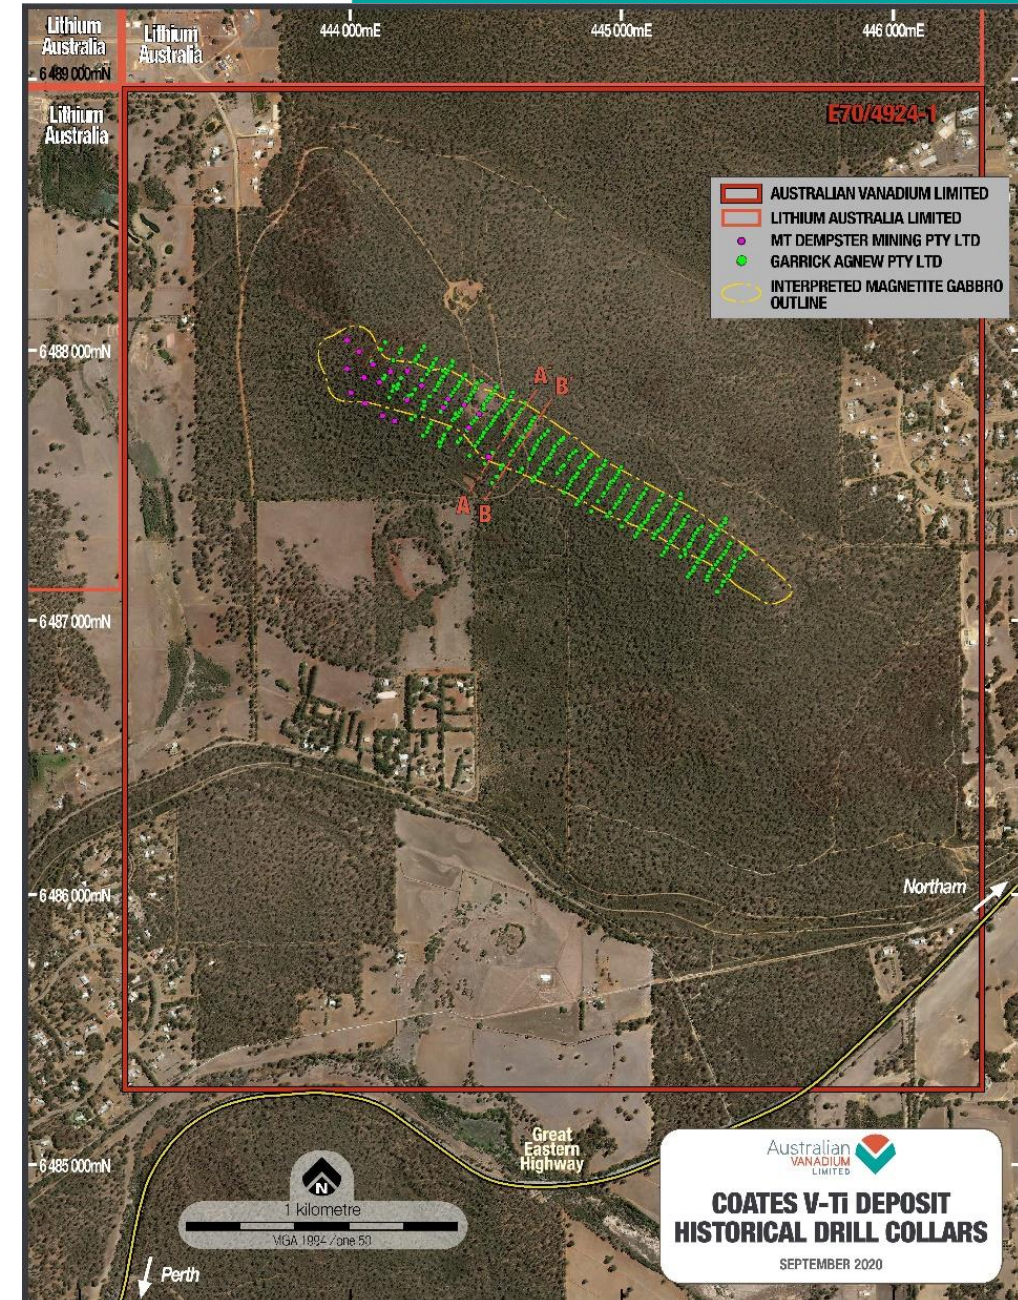 Lithium
Australia
Lithium
Australia
444 000mE
445 000mE
446 000mE
6 489 000mN
Lithium
Australia
E70/4924-1
AUSTRALIAN VANADIUM LIMITED
LITHIUM AUSTRALIA LIMITED
MT DEMPSTER MINING PTY LTD
GARRICK AGNEW PTY LTD
INTERPRETED MAGNETITE GABBRO
OUTLINE
6 488 000mN
A
B'
A
B
6 487 000mN
6 486 000mN
Northam
6 485 000mN
Great
Eastern
Highway
N
1 kilometre
MGA 1994 Zone 50
Perth
Australian
VANADIUM
LIMITED
COATES V-Ti DEPOSIT
HISTORICAL DRILL COLLARS
SEPTEMBER 2020